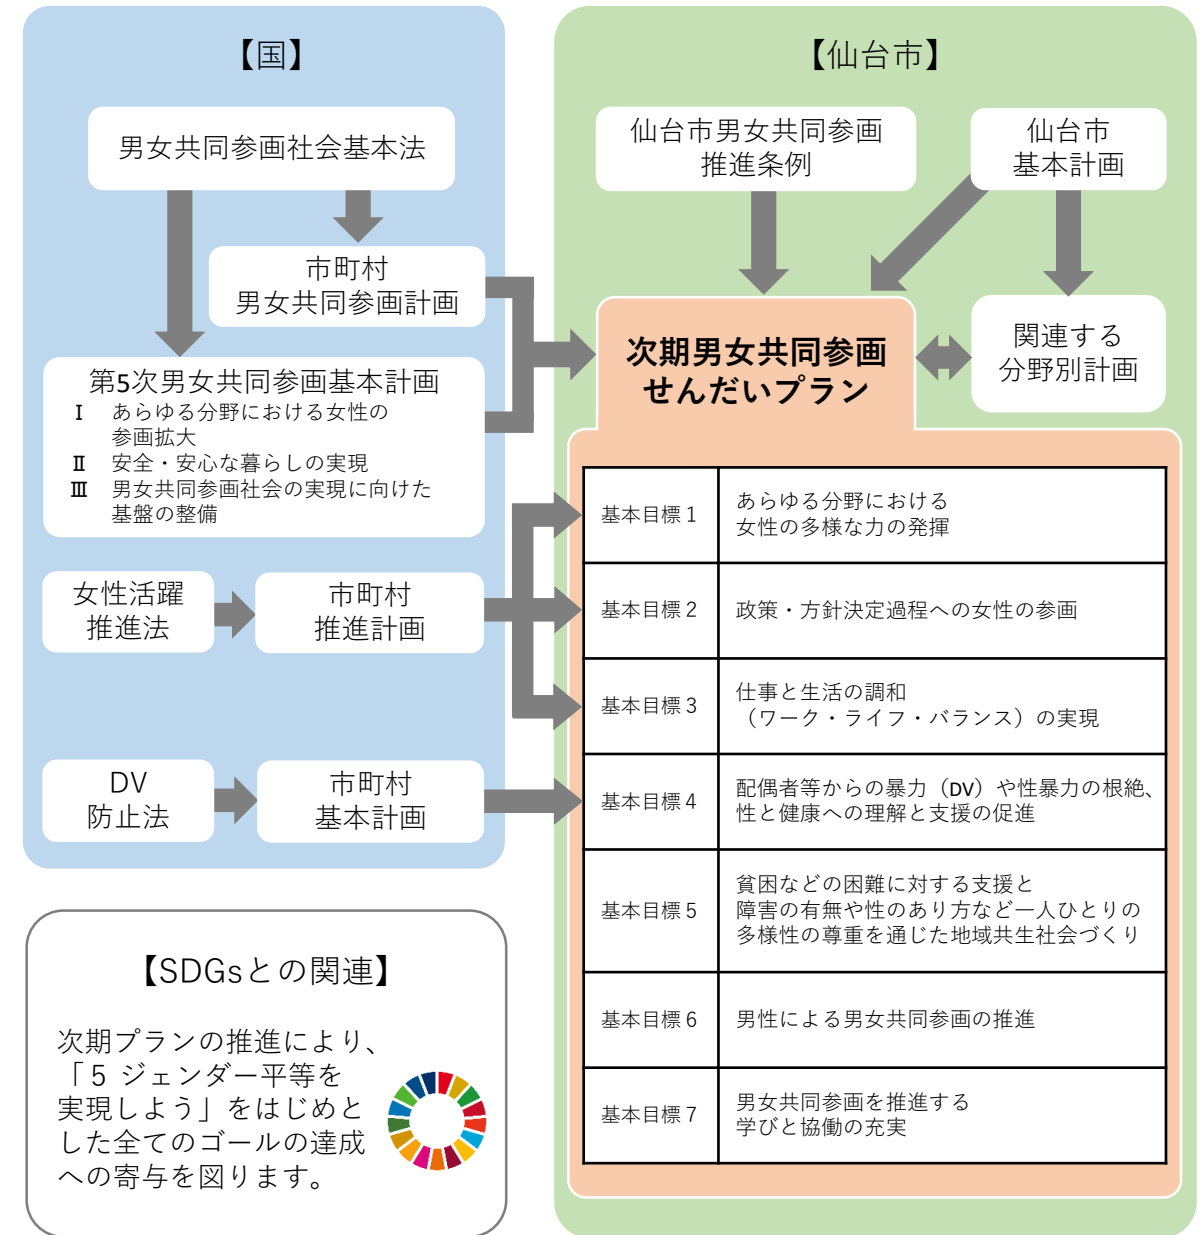 【国】
男女共同参画社会基本法
市町村
男女共同参画計画
第5次男女共同参画基本計画
Ⅰ あらゆる分野における女性の
参画拡大
Ⅱ 安全・安心な暮らしの実現
Ⅲ 男女共同参画社会の実現に向けた
基盤の整備
女性活躍
推進法
市町村
推進計画
DV
防止法
市町村
基本計画
【仙台市】
仙台市男女共同参画
推進条例
仙台市
基本計画
次期男女共同参画
せんだいプラン
関連する
分野別計画
基本目標1
あらゆる分野における
女性の多様な力の発揮
基本目標2
政策・方針決定過程への女性の参画
基本目標3
仕事と生活の調和
（ワーク・ライフ・バランス）の実現
基本目標4
配偶者等からの暴力（DV）や性暴力の根絶、
性と健康への理解と支援の促進
基本目標5
貧困などの困難に対する支援と
障害の有無や性のあり方など一人ひとりの
多様性の尊重を通じた地域共生社会づくり
基本目標6
男性による男女共同参画の推進
基本目標7
男女共同参画を推進する
学びと協働の充実
【SDGsとの関連】
次期プランの推進により、
「5 ジェンダー平等を
実現しよう」をはじめと
した全てのゴールの達成
への寄与を図ります。